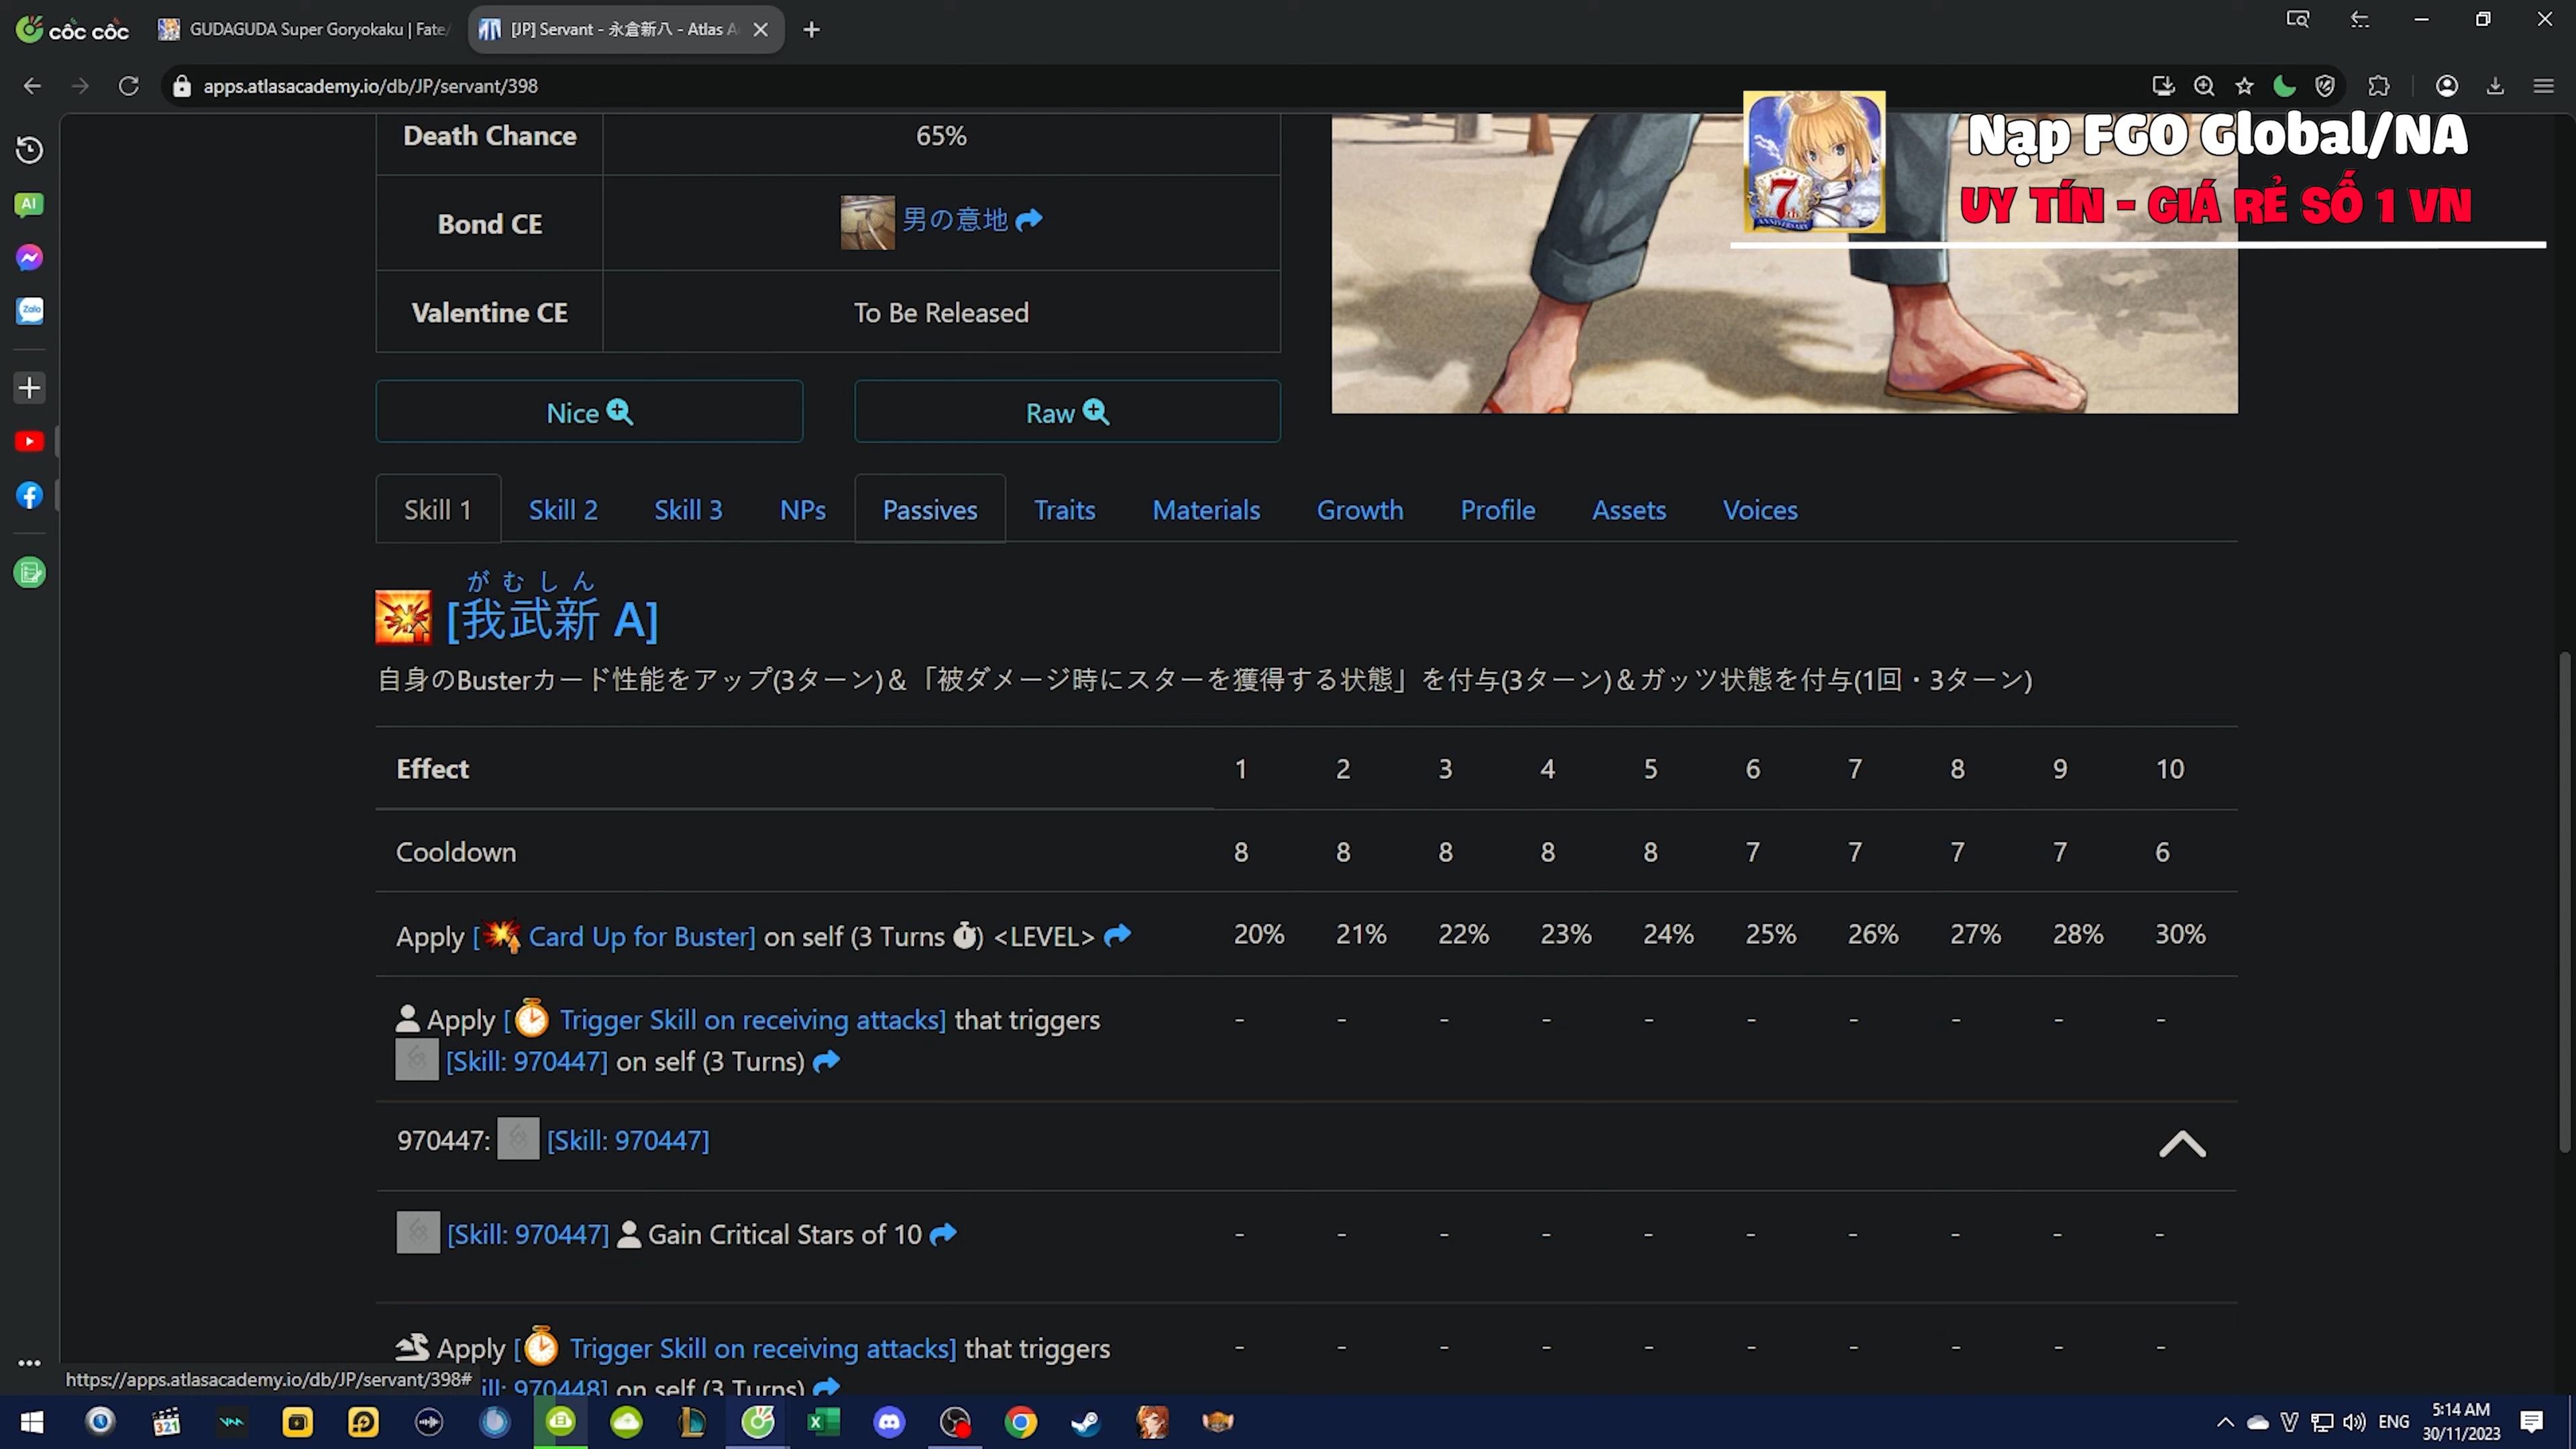 cốc cốc
GUDAGUDA Super Goryokaku | Fate/
[JP] Servant - 永倉新八 - Atlas A
apps.atlasacademy.io/db/JP/servant/398
Nạp FGO Global/NA
UY TÍN - GIÁ RẺ SỐ 1 VN
7th
ANNIVERSARY
AI
Zalo
Death Chance 65%
Bond CE 男の意地
Valentine CE To Be Released
Nice Raw
Skill 1 Skill 2 Skill 3 NPs Passives Traits Materials Growth Profile Assets Voices
がむしん
[我武新 A]
自身のBusterカード性能をアップ(3ターン)＆「被ダメージ時にスターを獲得する状態」を付与(3ターン)＆ガッツ状態を付与(1回・3ターン)
Effect 1 2 3 4 5 6 7 8 9 10
Cooldown 8 8 8 8 8 7 7 7 7 6
Apply [Card Up for Buster] on self (3 Turns) <LEVEL> 20% 21% 22% 23% 24% 25% 26% 27% 28% 30%
Apply [Trigger Skill on receiving attacks] that triggers - - - - - - - - - -
[Skill: 970447] on self (3 Turns)
970447: [Skill: 970447]
[Skill: 970447] Gain Critical Stars of 10 - - - - - - - - - -
Apply [Trigger Skill on receiving attacks] that triggers - - - - - - - - - -
ill: 970448] on self (3 Turns)
https://apps.atlasacademy.io/db/JP/servant/398#
321
ENG
5:14 AM
30/11/2023